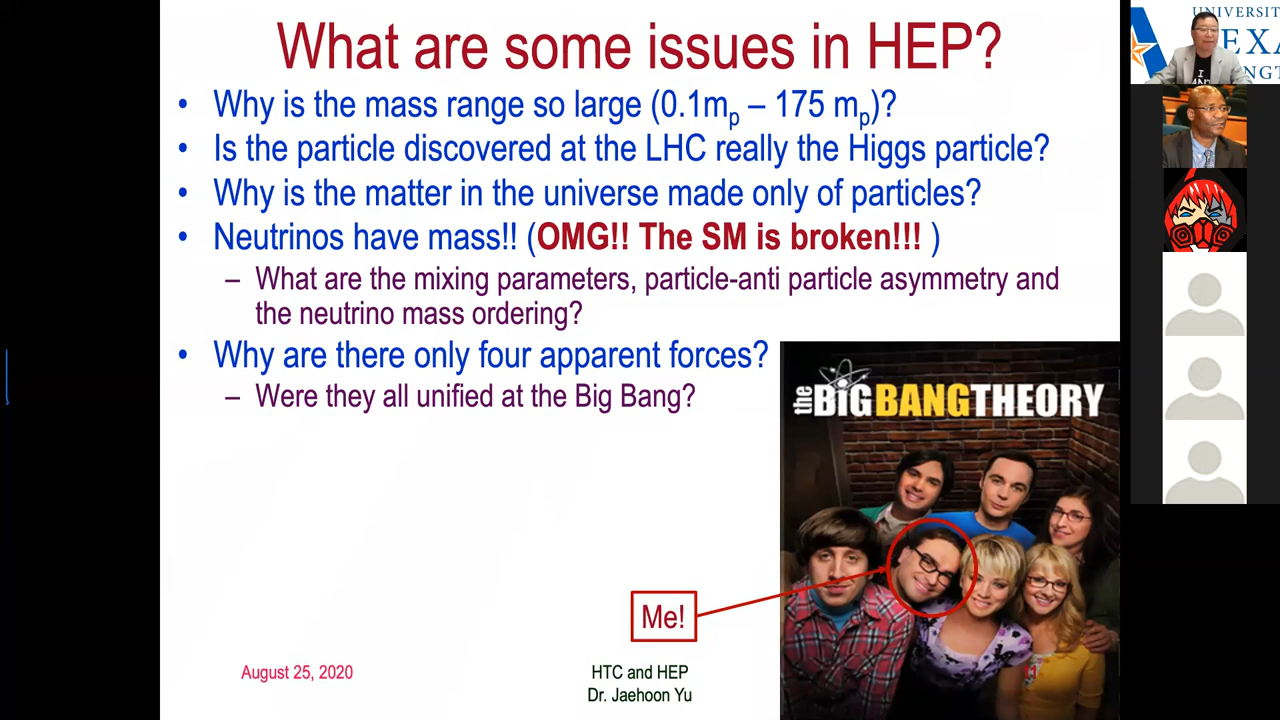 What are some issues in HEP?
• Why is the mass range so large (0.1mp – 175 mp)?
• Is the particle discovered at the LHC really the Higgs particle?
• Why is the matter in the universe made only of particles?
• Neutrinos have mass!! (OMG!! The SM is broken!!! )
– What are the mixing parameters, particle-anti particle asymmetry and
the neutrino mass ordering?
• Why are there only four apparent forces?
– Were they all unified at the Big Bang?
the BIG BANG THEORY
Me!
August 25, 2020
HTC and HEP
Dr. Jaehoon Yu
UNIVERSIT
EXA
NGT